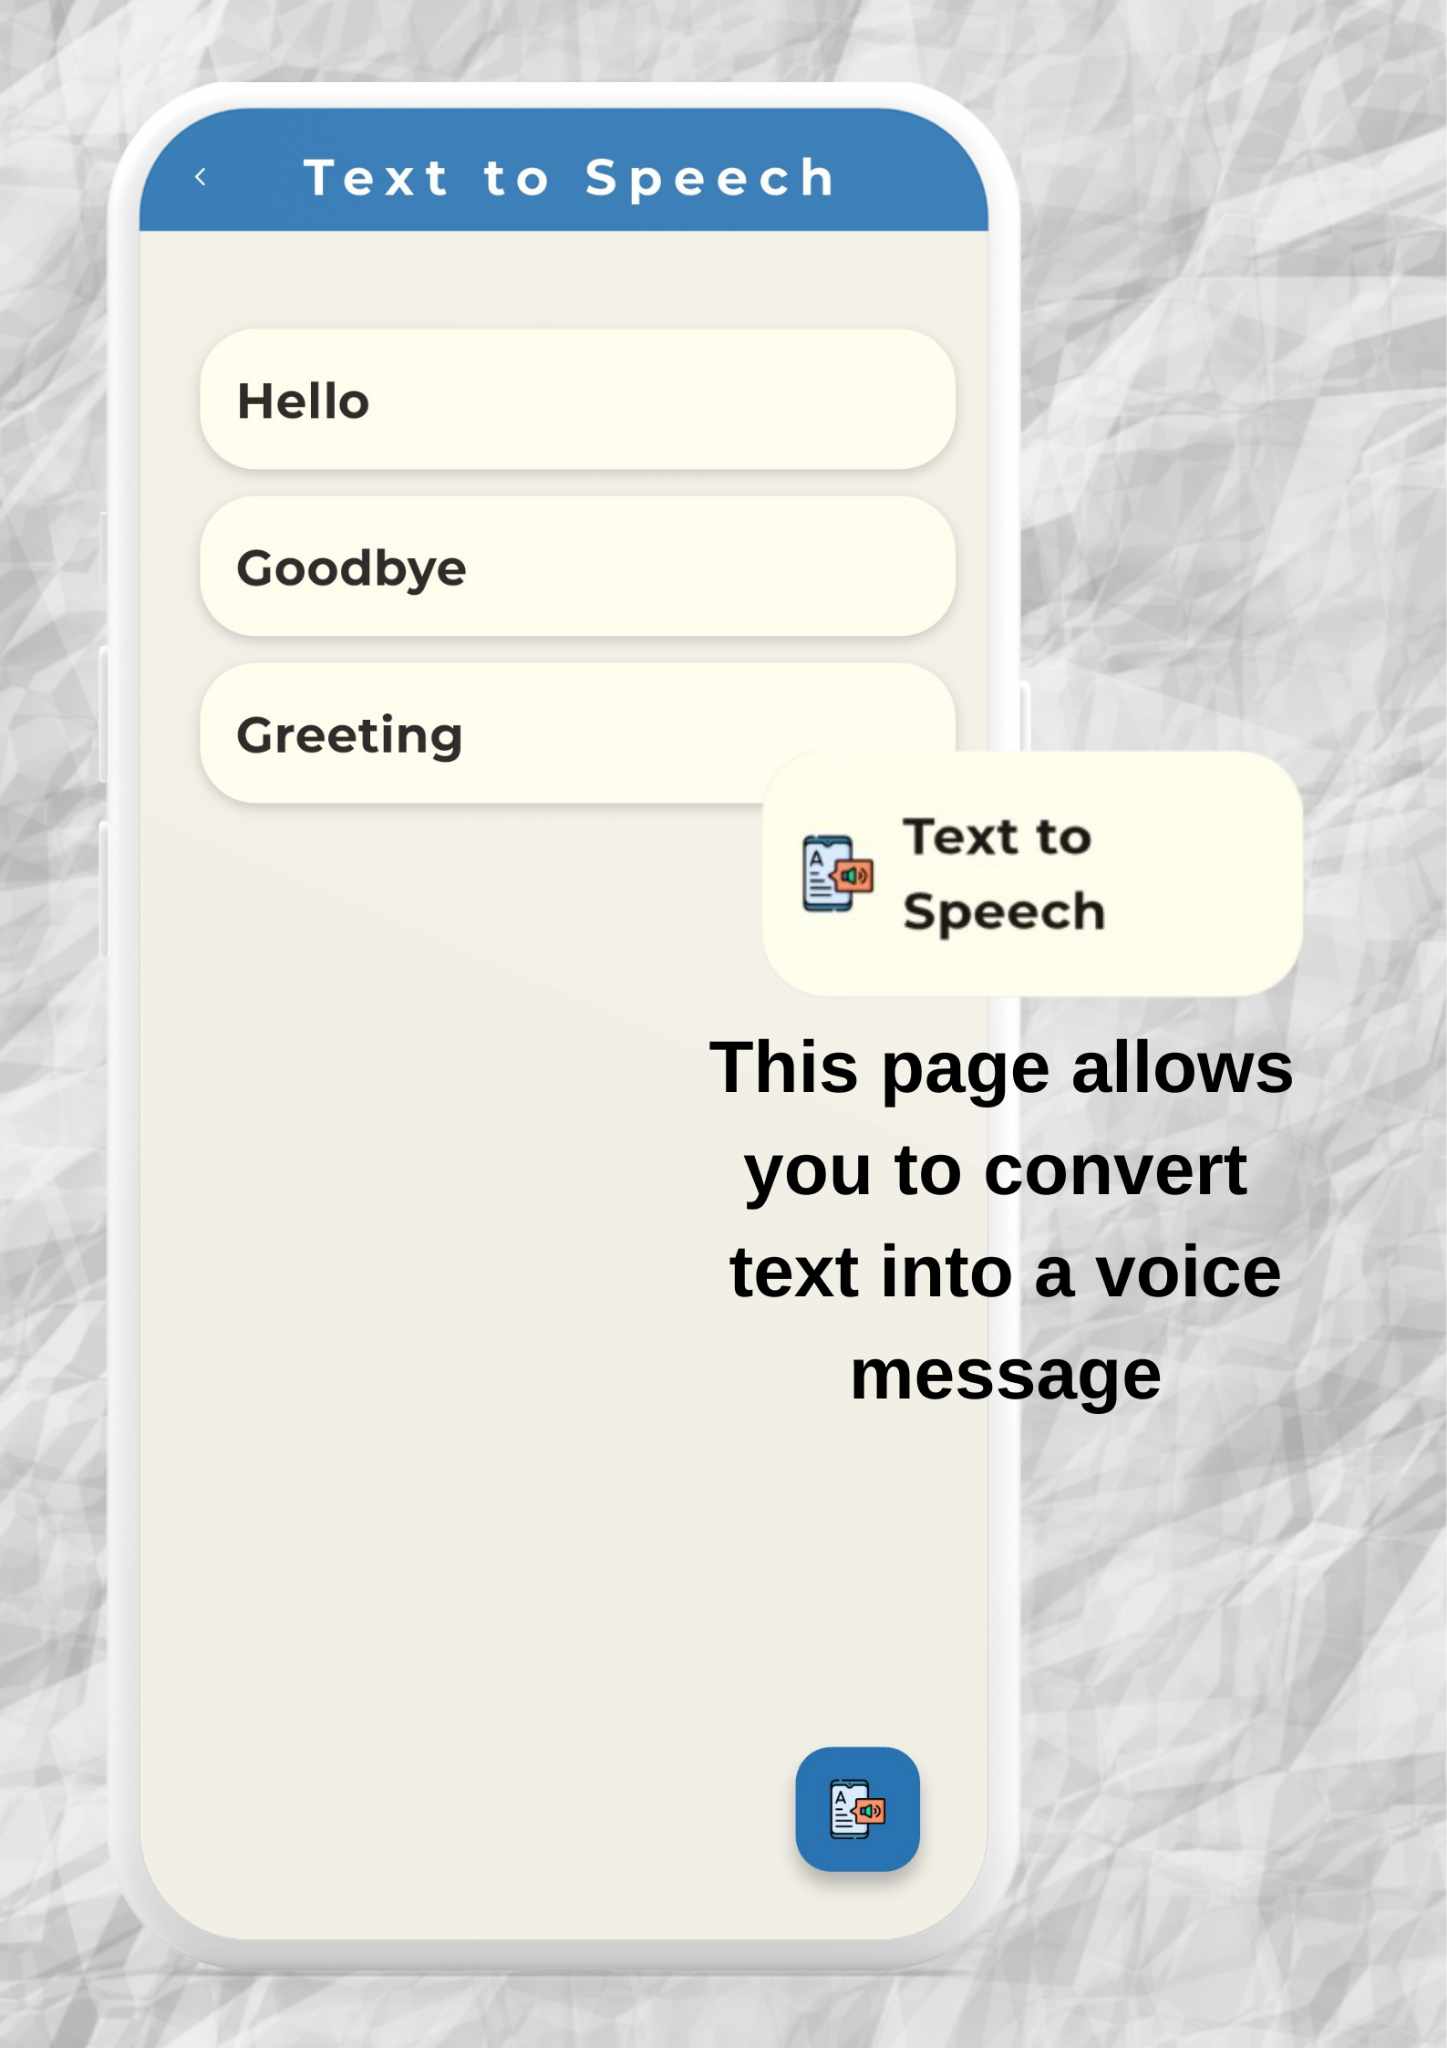 Text to Speech
Hello
Goodbye
Greeting
Text to
Speech
This page allows
you to convert
text into a voice
message